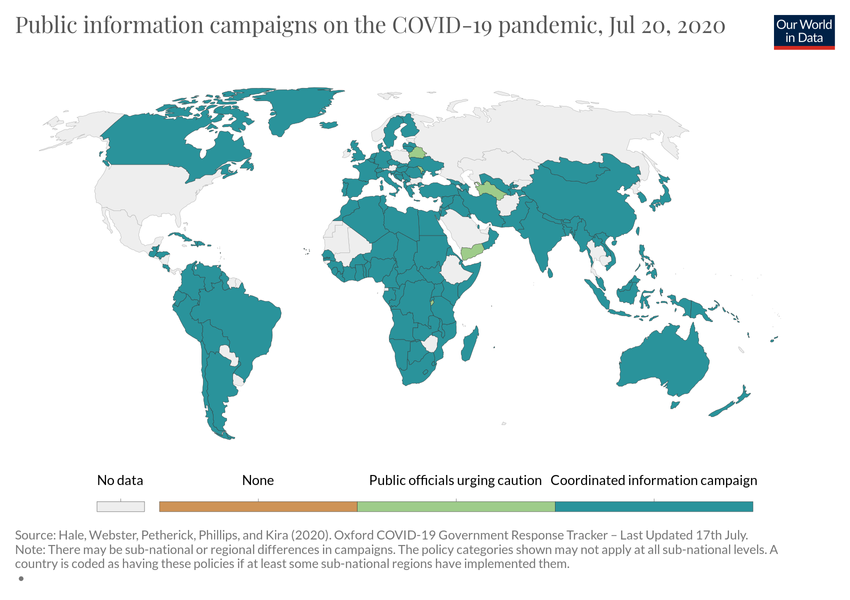 Public information campaigns on the COVID-19 pandemic, Jul 20, 2020
Our World
in Data
No data
None
Public officials urging caution
Coordinated information campaign
Source: Hale, Webster, Petherick, Phillips, and Kira (2020). Oxford COVID-19 Government Response Tracker – Last Updated 17th July.
Note: There may be sub-national or regional differences in campaigns. The policy categories shown may not apply at all sub-national levels. A
country is coded as having these policies if at least some sub-national regions have implemented them.